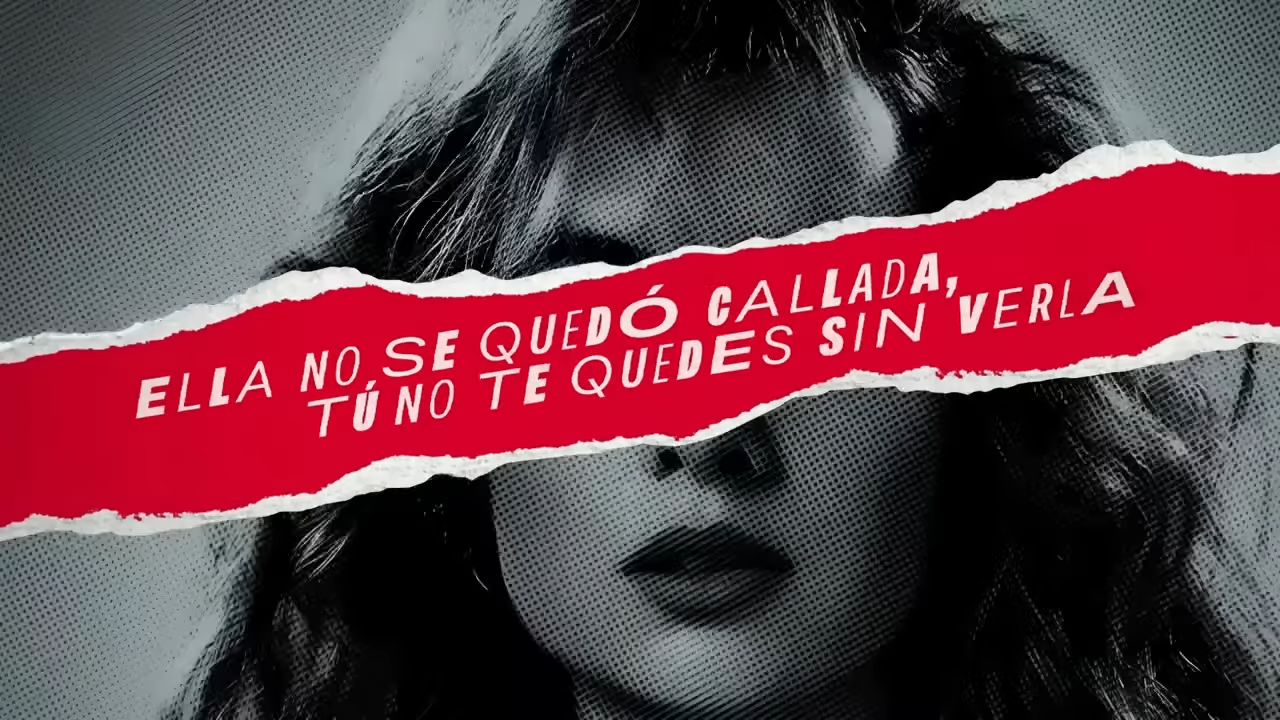 ELLA NO SE QUEDÓ CALLADA,
TÚ NO TE QUEDES SIN VERLA